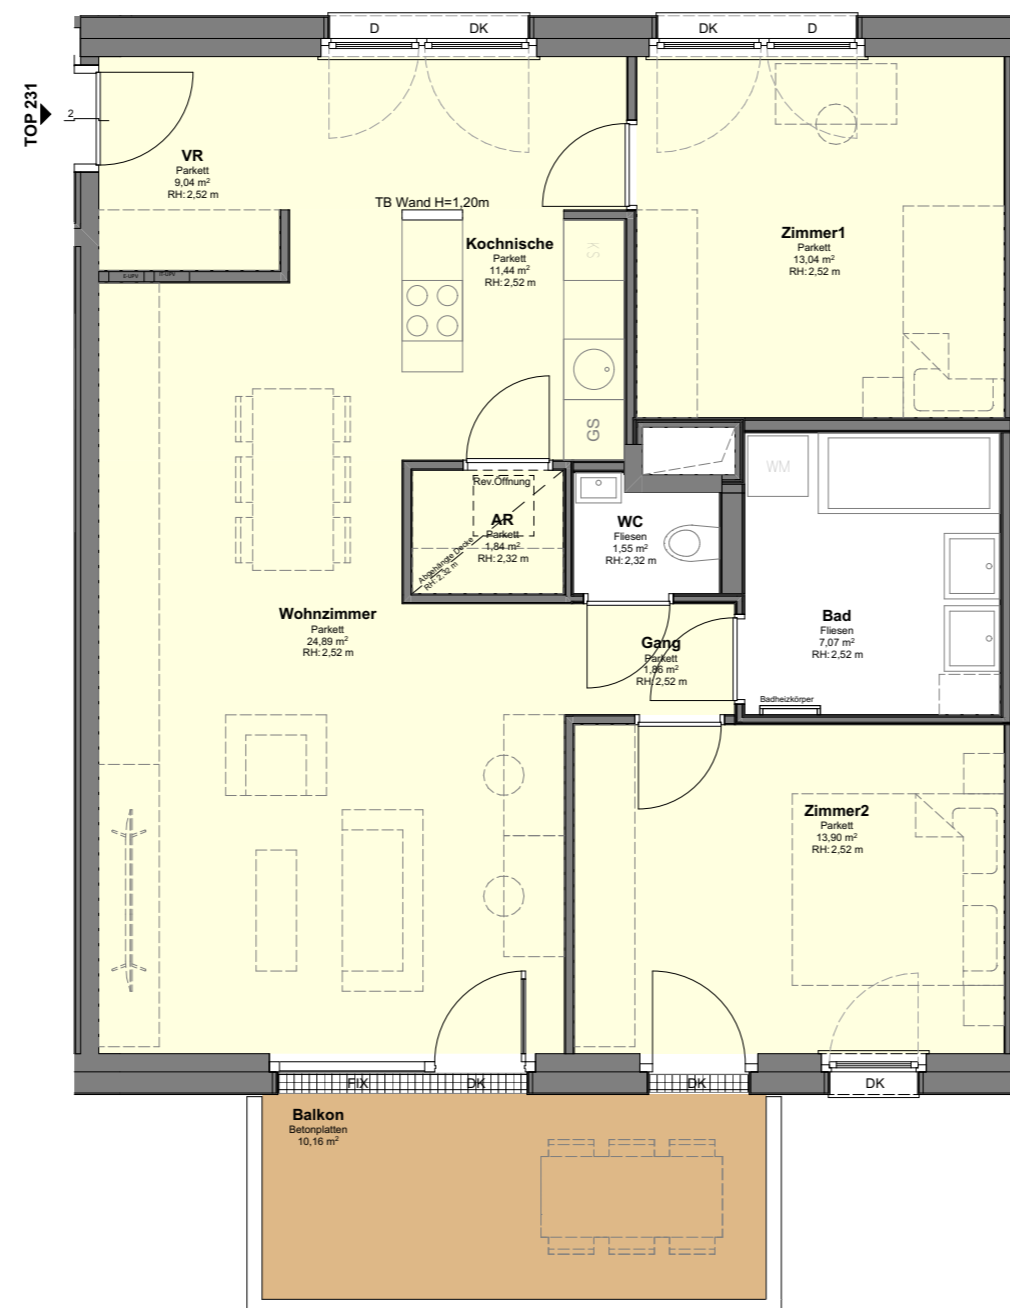 D
DK
DK
D
TOP 231
2
VR
Parkett
9,04 m²
RH: 2,52 m
TB Wand H=1,20m
Kochnische
Parkett
11,44 m²
RH: 2,52 m
KS
GS
Zimmer1
Parkett
13,04 m²
RH: 2,52 m
Rev.Öffnung
AR
Parkett
1,84 m²
RH: 2,32 m
Abgehängte Decke
RH: 2,32 m
WC
Fliesen
1,55 m²
RH: 2,32 m
WM
Bad
Fliesen
7,07 m²
RH: 2,52 m
Badheizkörper
Wohnzimmer
Parkett
24,89 m²
RH: 2,52 m
Gang
Parkett
1,86 m²
RH: 2,52 m
Zimmer2
Parkett
13,90 m²
RH: 2,52 m
FIX
DK
DK
DK
Balkon
Betonplatten
10,16 m²